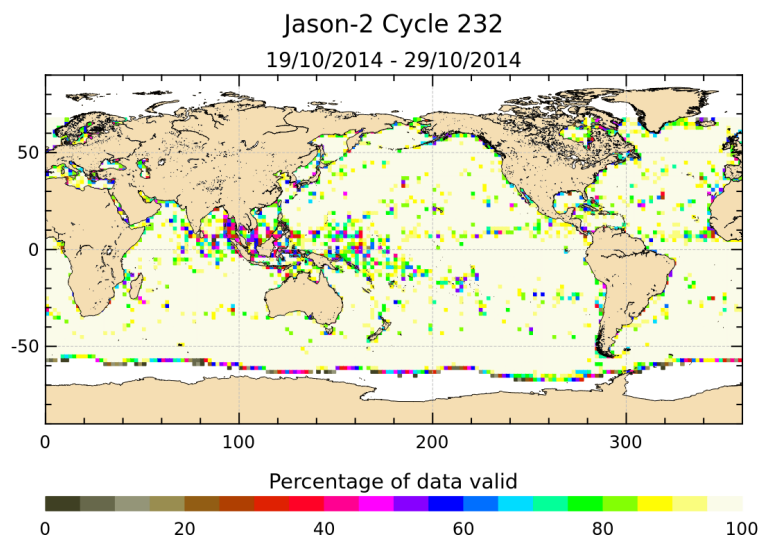 Jason-2 Cycle 232
19/10/2014 - 29/10/2014
50
0
-50
0 100 200 300
Percentage of data valid
0 20 40 60 80 100